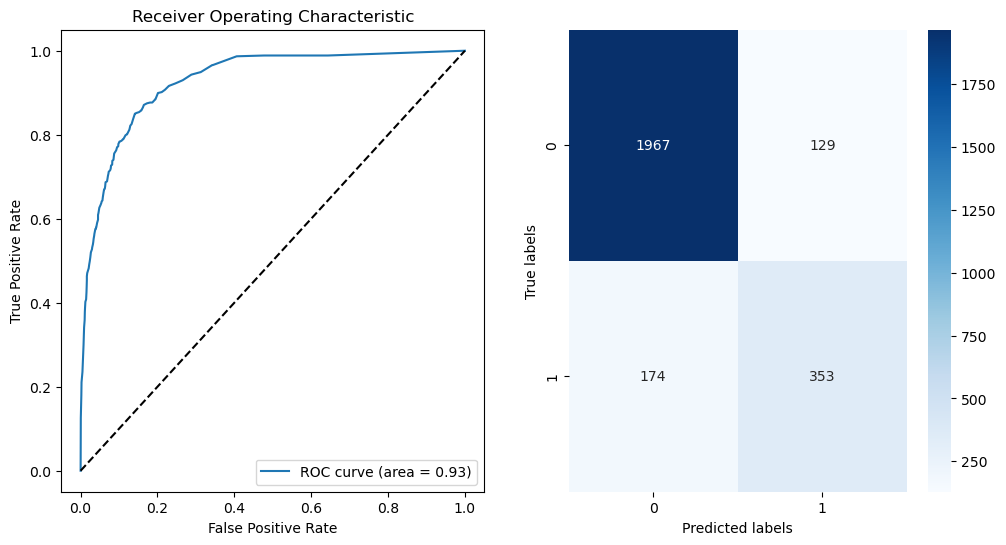 Receiver Operating Characteristic
True Positive Rate
1.0
0.8
0.6
0.4
0.2
0.0
ROC curve (area = 0.93)
0.0 0.2 0.4 0.6 0.8 1.0
False Positive Rate
True labels
0
1
1967 129
174 353
0 1
Predicted labels
1750
1500
1250
1000
750
500
250